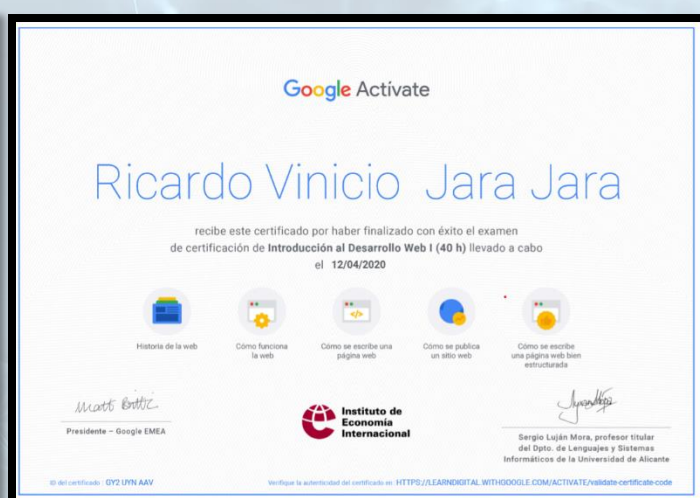 Google Actívate
Ricardo Vinicio Jara Jara
recibe este certificado por haber finalizado con éxito el examen
de certificación de Introducción al Desarrollo Web I (40 h) llevado a cabo
el 12/04/2020
Historia de la web
Cómo funciona
la web
Cómo se escribe una
página web
Cómo se publica
un sitio web
Cómo se escribe
una página web bien
estructurada
Matt Brittin
Presidente – Google EMEA
Instituto de
Economía
Internacional
Sergio Luján Mora, profesor titular
del Dpto. de Lenguajes y Sistemas
Informáticos de la Universidad de Alicante
ID del certificado : GY2 UYN AAV
Verifique la autenticidad del certificado en: HTTPS://LEARNDIGITAL.WITHGOOGLE.COM/ACTIVATE/validate-certificate-code